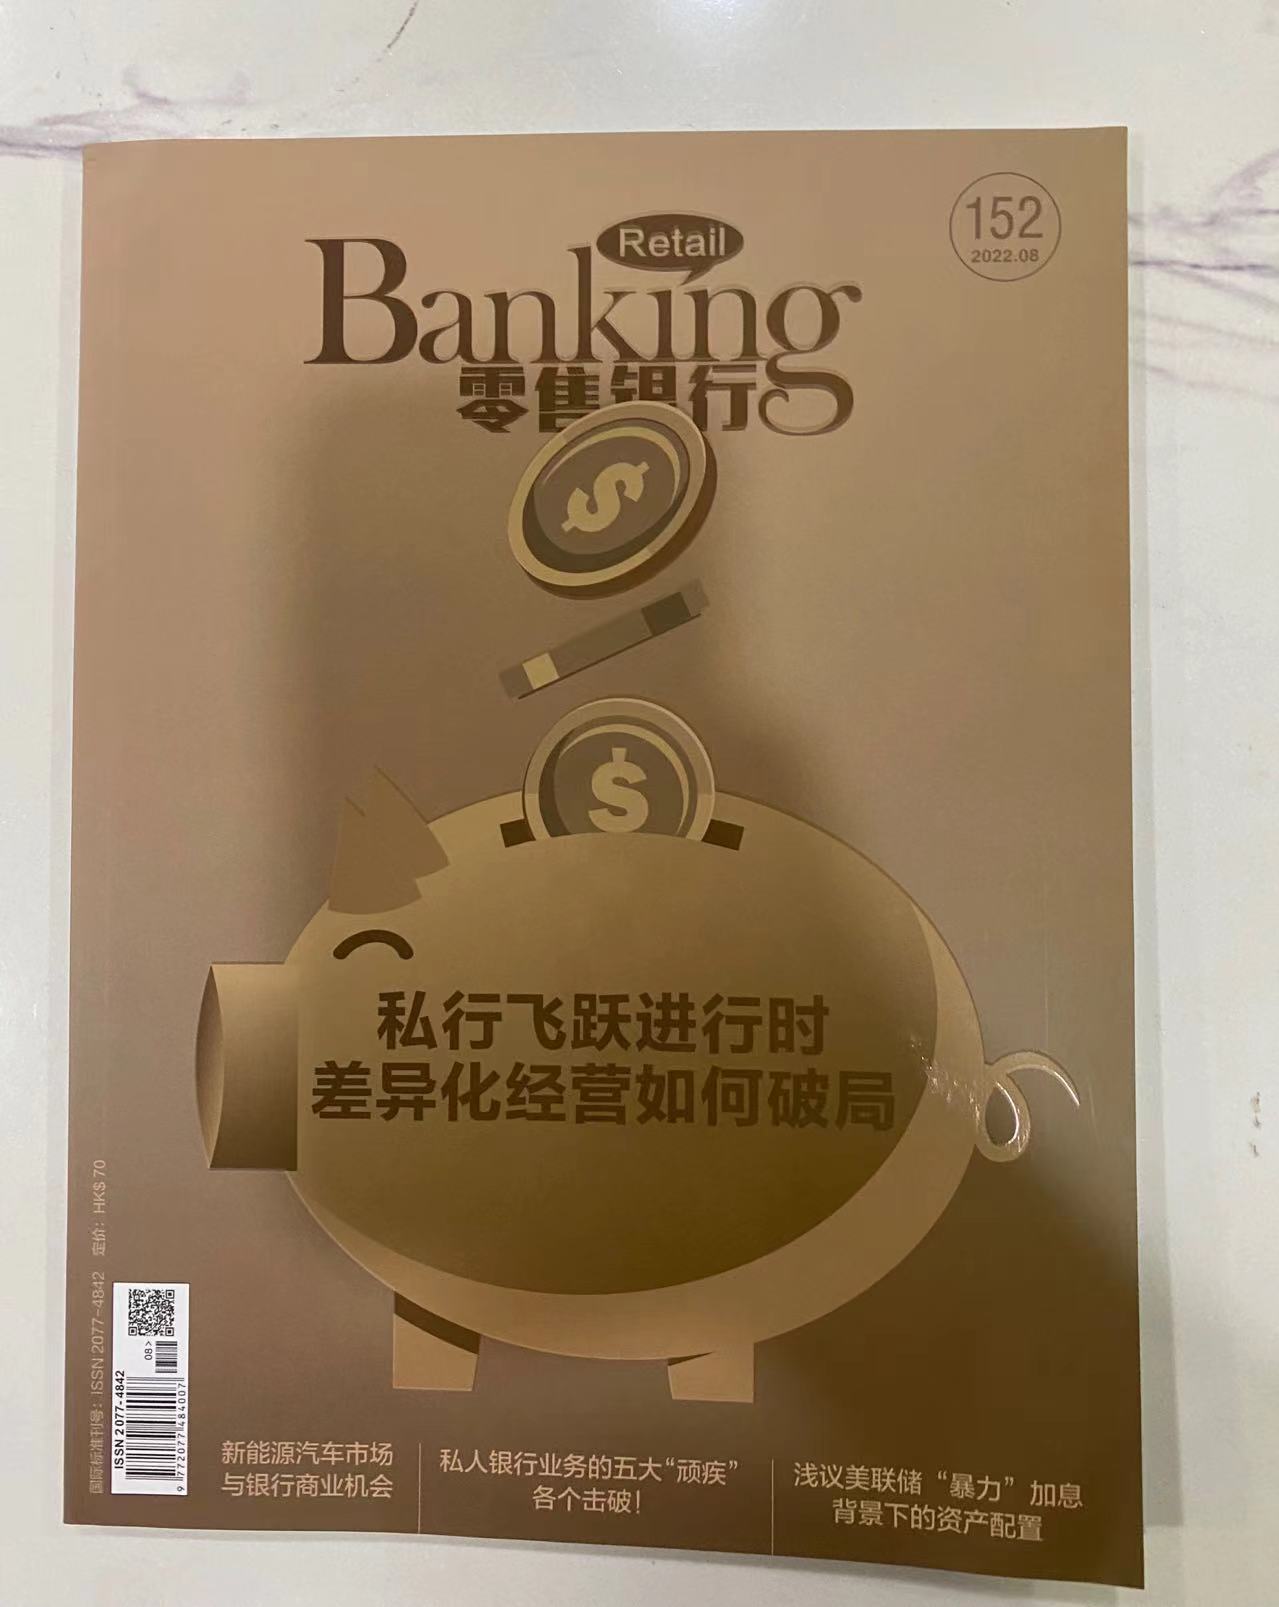 152
2022.08
Retail
Banking
零售银行
$
$
私行飞跃进行时
差异化经营如何破局
国际标准刊号：ISSN 2077-4842 定价：HK$ 70
ISSN 2077-4842
08>
9 772077 484007
新能源汽车市场
与银行商业机会
私人银行业务的五大“顽疾”
各个击破！
浅议美联储“暴力”加息
背景下的资产配置